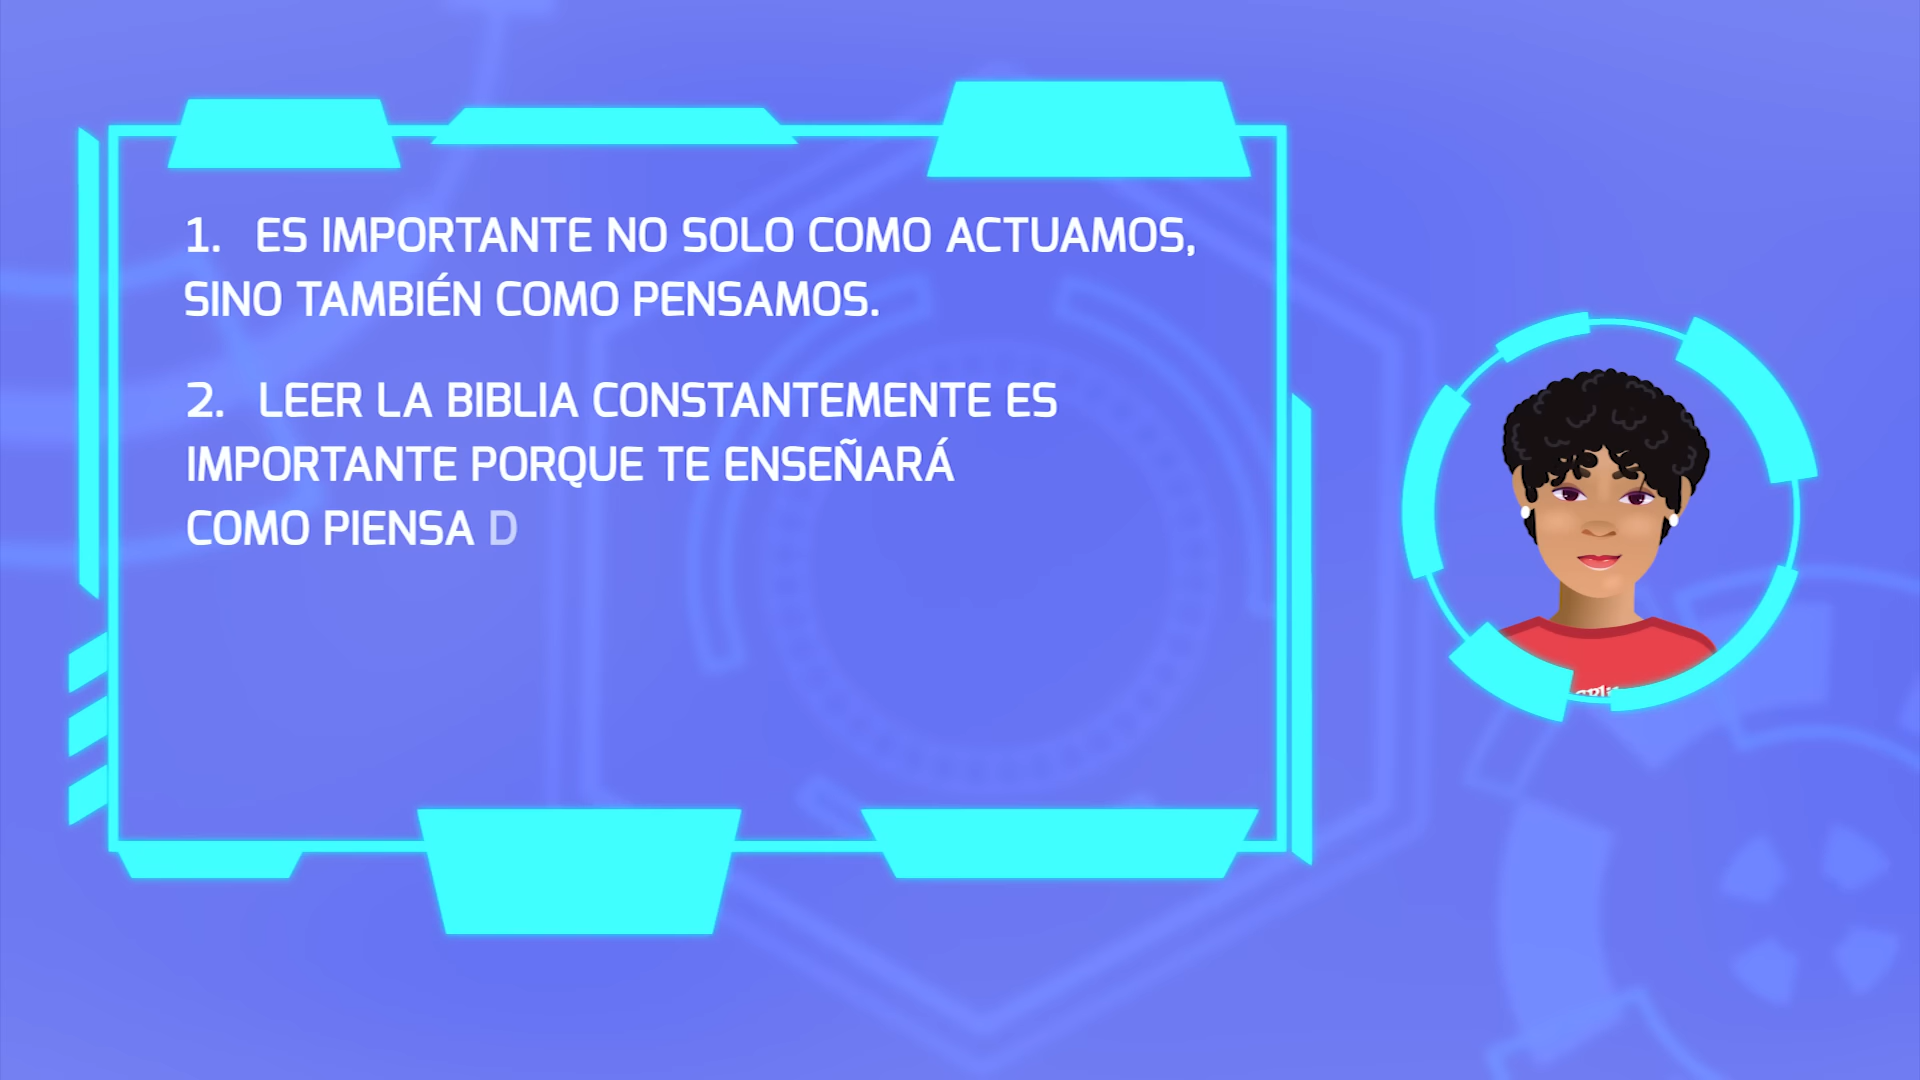 1. ES IMPORTANTE NO SOLO COMO ACTUAMOS,
SINO TAMBIÉN COMO PENSAMOS.
2. LEER LA BIBLIA CONSTANTEMENTE ES
IMPORTANTE PORQUE TE ENSEÑARÁ
COMO PIENSA D